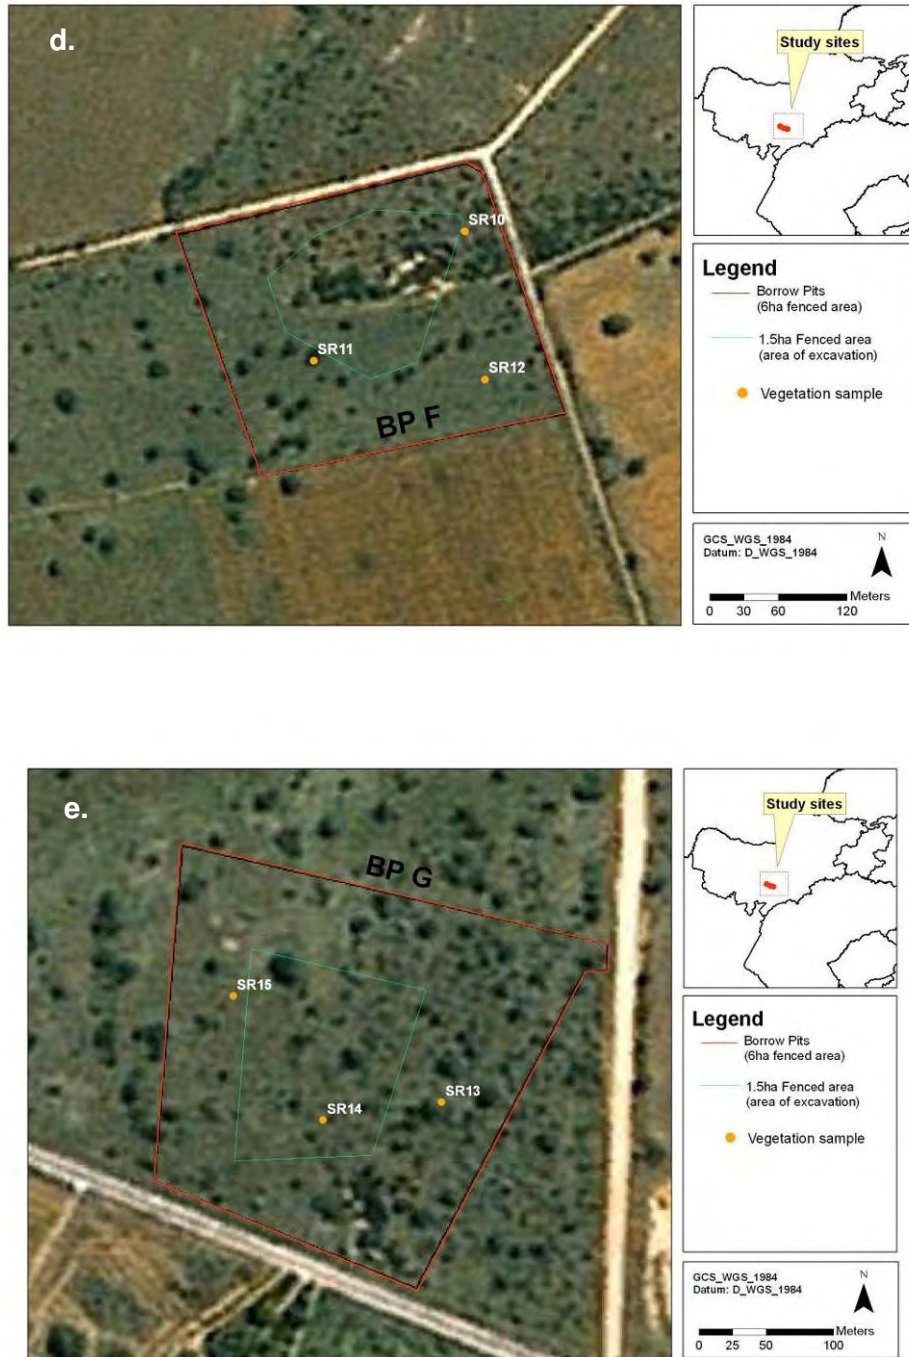 d.
SR10
SR11
SR12
BP F
Study sites
Legend
Borrow Pits
(6ha fenced area)
1.5ha Fenced area
(area of excavation)
Vegetation sample
GCS_WGS_1984
Datum: D_WGS_1984
N
Meters
0 30 60 120
e.
BP G
SR15
SR13
SR14
Study sites
Legend
Borrow Pits
(6ha fenced area)
1.5ha Fenced area
(area of excavation)
Vegetation sample
GCS_WGS_1984
Datum: D_WGS_1984
N
Meters
0 25 50 100